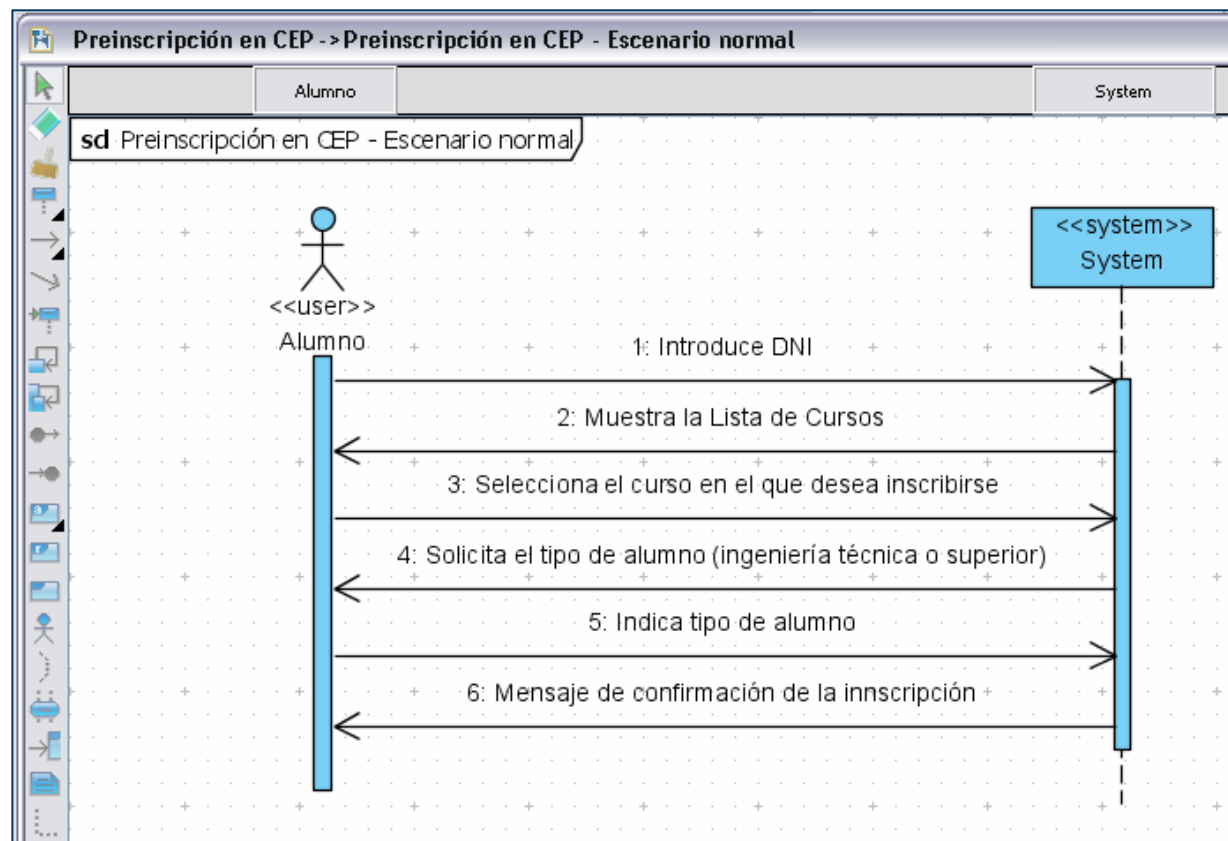 Preinscripción en CEP->Preinscripción en CEP - Escenario normal
Alumno
System
sd Preinscripción en CEP - Escenario normal
<<system>>
System
<<user>>
Alumno
1: Introduce DNI
2: Muestra la Lista de Cursos
3: Selecciona el curso en el que desea inscribirse
4: Solicita el tipo de alumno (ingeniería técnica o superior)
5: Indica tipo de alumno
6: Mensaje de confirmación de la innscripción